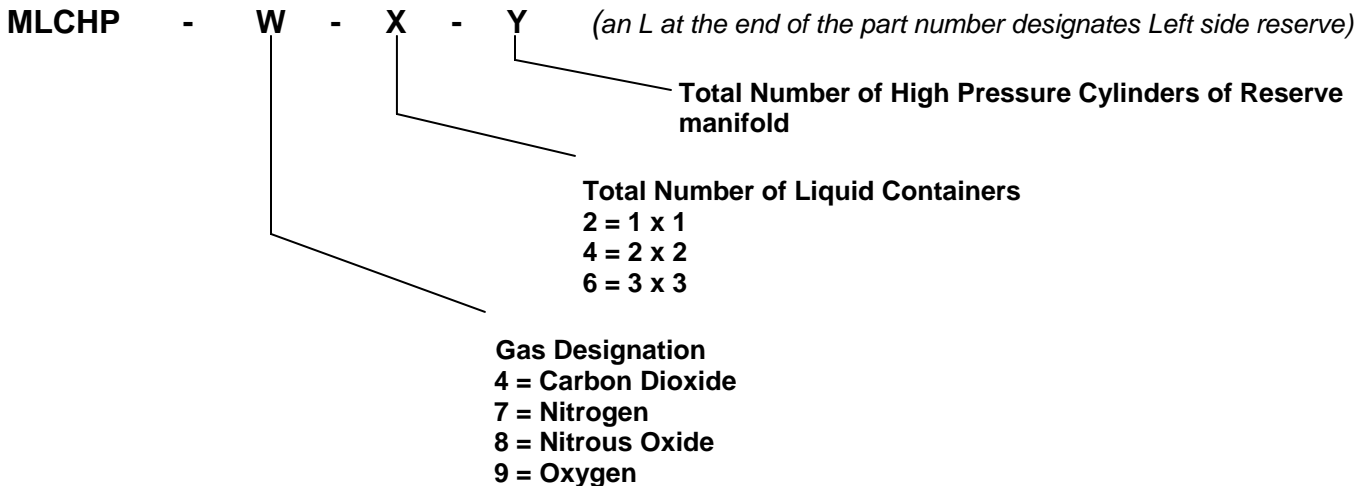 MLCHP - W - X - Y (an L at the end of the part number designates Left side reserve)
Total Number of High Pressure Cylinders of Reserve
manifold
Total Number of Liquid Containers
2 = 1 x 1
4 = 2 x 2
6 = 3 x 3
Gas Designation
4 = Carbon Dioxide
7 = Nitrogen
8 = Nitrous Oxide
9 = Oxygen